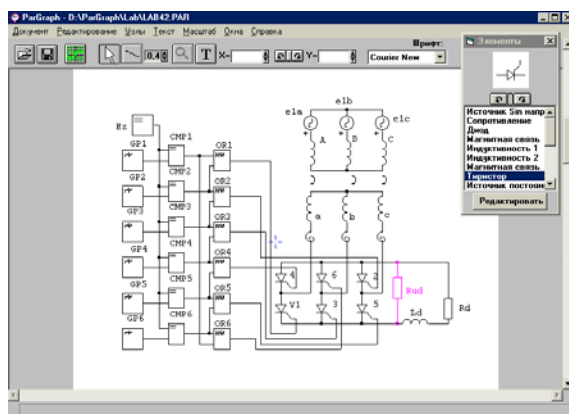 ParGraph - D:\ParGraph\Lab\LAB42.PAR
Документ Редактирование Узлы Текст Масштаб Окна Справка
Шрифт:
0.4 T X= Y= Courier New
Элементы
Источник Sin напр
Сопротивление
Диод
Магнитная связь
Индуктивность 1
Индуктивность 2
Магнитная связь
Тиристор
Источник постоян
Редактировать
e1b
e1a e1c
A B C
a b c
Hz
GP1 CMP1 OR1
GP2 CMP2 OR2
GP3 CMP3 OR3
GP4 CMP4 OR4
GP5 CMP5 OR5
GP6 CMP6 OR6
4 6 2
V1 3 5
Rud Rd
Ld